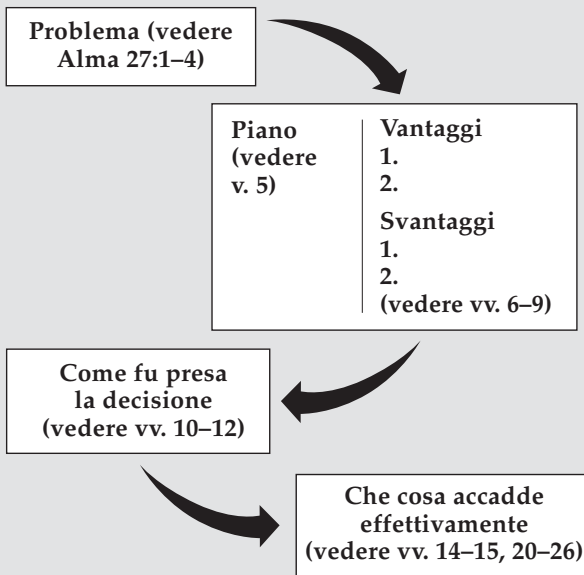 Problema (vedere
Alma 27:1–4)
Piano
(vedere
v. 5)
Vantaggi
1.
2.
Svantaggi
1.
2.
(vedere vv. 6–9)
Come fu presa
la decisione
(vedere vv. 10–12)
Che cosa accadde
effettivamente
(vedere vv. 14–15, 20–26)